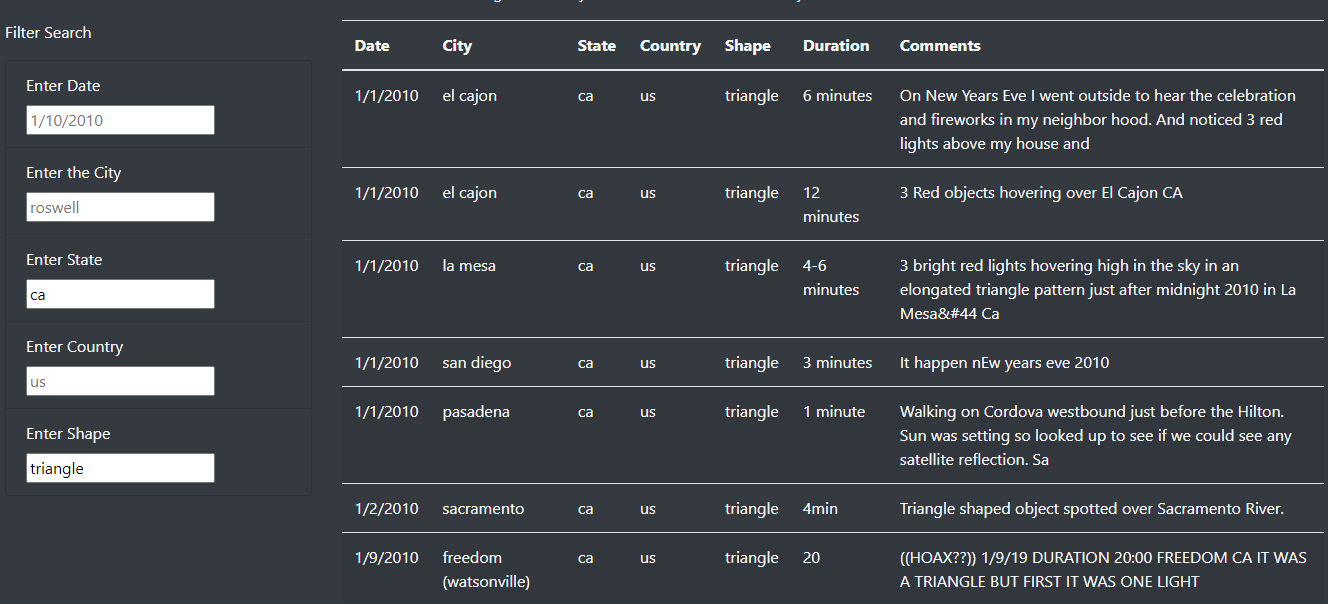 Filter Search
Enter Date
1/10/2010
Enter the City
roswell
Enter State
ca
Enter Country
us
Enter Shape
triangle
Date City State Country Shape Duration Comments
1/1/2010 el cajon ca us triangle 6 minutes On New Years Eve I went outside to hear the celebration
and fireworks in my neighbor hood. And noticed 3 red
lights above my house and
1/1/2010 el cajon ca us triangle 12 3 Red objects hovering over El Cajon CA
minutes
1/1/2010 la mesa ca us triangle 4-6 3 bright red lights hovering high in the sky in an
minutes elongated triangle pattern just after midnight 2010 in La
Mesa&#44 Ca
1/1/2010 san diego ca us triangle 3 minutes It happen nEw years eve 2010
1/1/2010 pasadena ca us triangle 1 minute Walking on Cordova westbound just before the Hilton.
Sun was setting so looked up to see if we could see any
satellite reflection. Sa
1/2/2010 sacramento ca us triangle 4min Triangle shaped object spotted over Sacramento River.
1/9/2010 freedom ca us triangle 20 ((HOAX??)) 1/9/19 DURATION 20:00 FREEDOM CA IT WAS
(watsonville) A TRIANGLE BUT FIRST IT WAS ONE LIGHT